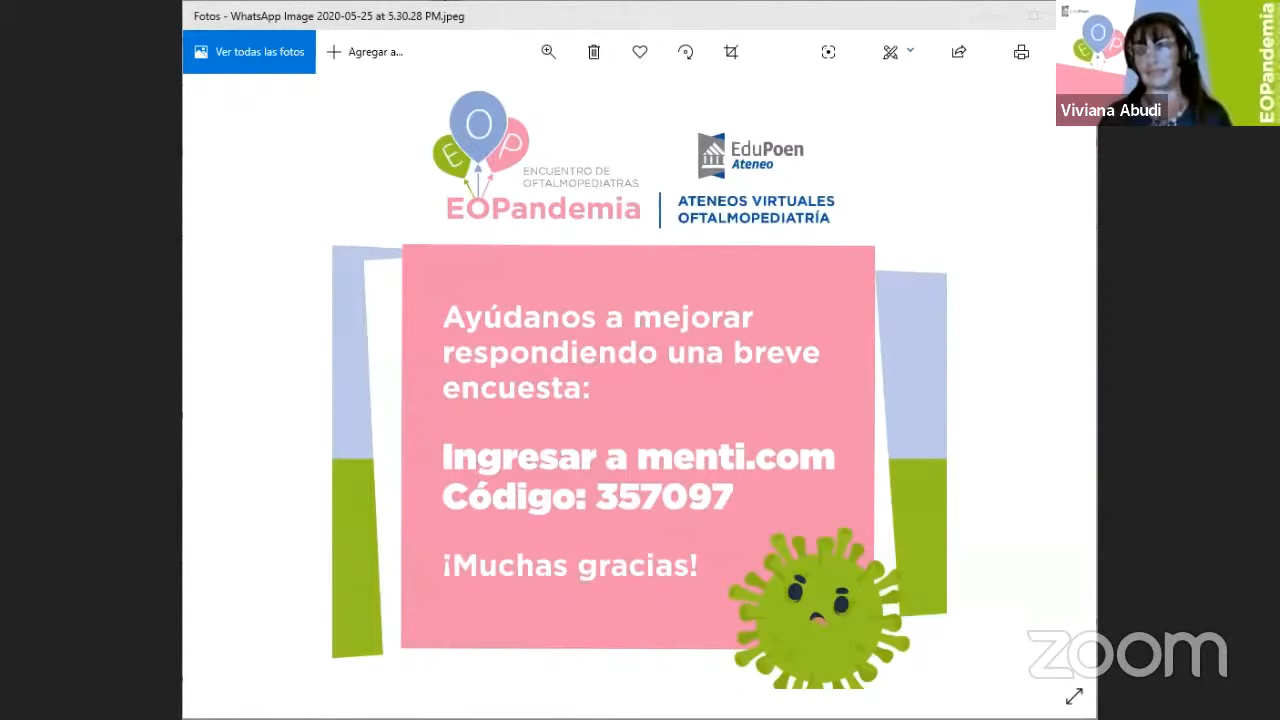 Fotos - WhatsApp Image 2020-05-25 at 5.30.28 PM.jpeg
Ver todas las fotos
Agregar a...
E O P
ENCUENTRO DE
OFTALMOPEDIATRAS
EOPandemia
EduPoen
Ateneo
ATENEOS VIRTUALES
OFTALMOPEDIATRÍA
Ayúdanos a mejorar
respondiendo una breve
encuesta:
Ingresar a menti.com
Código: 357097
¡Muchas gracias!
E O P
EOPandemia
Viviana Abudi
zoom